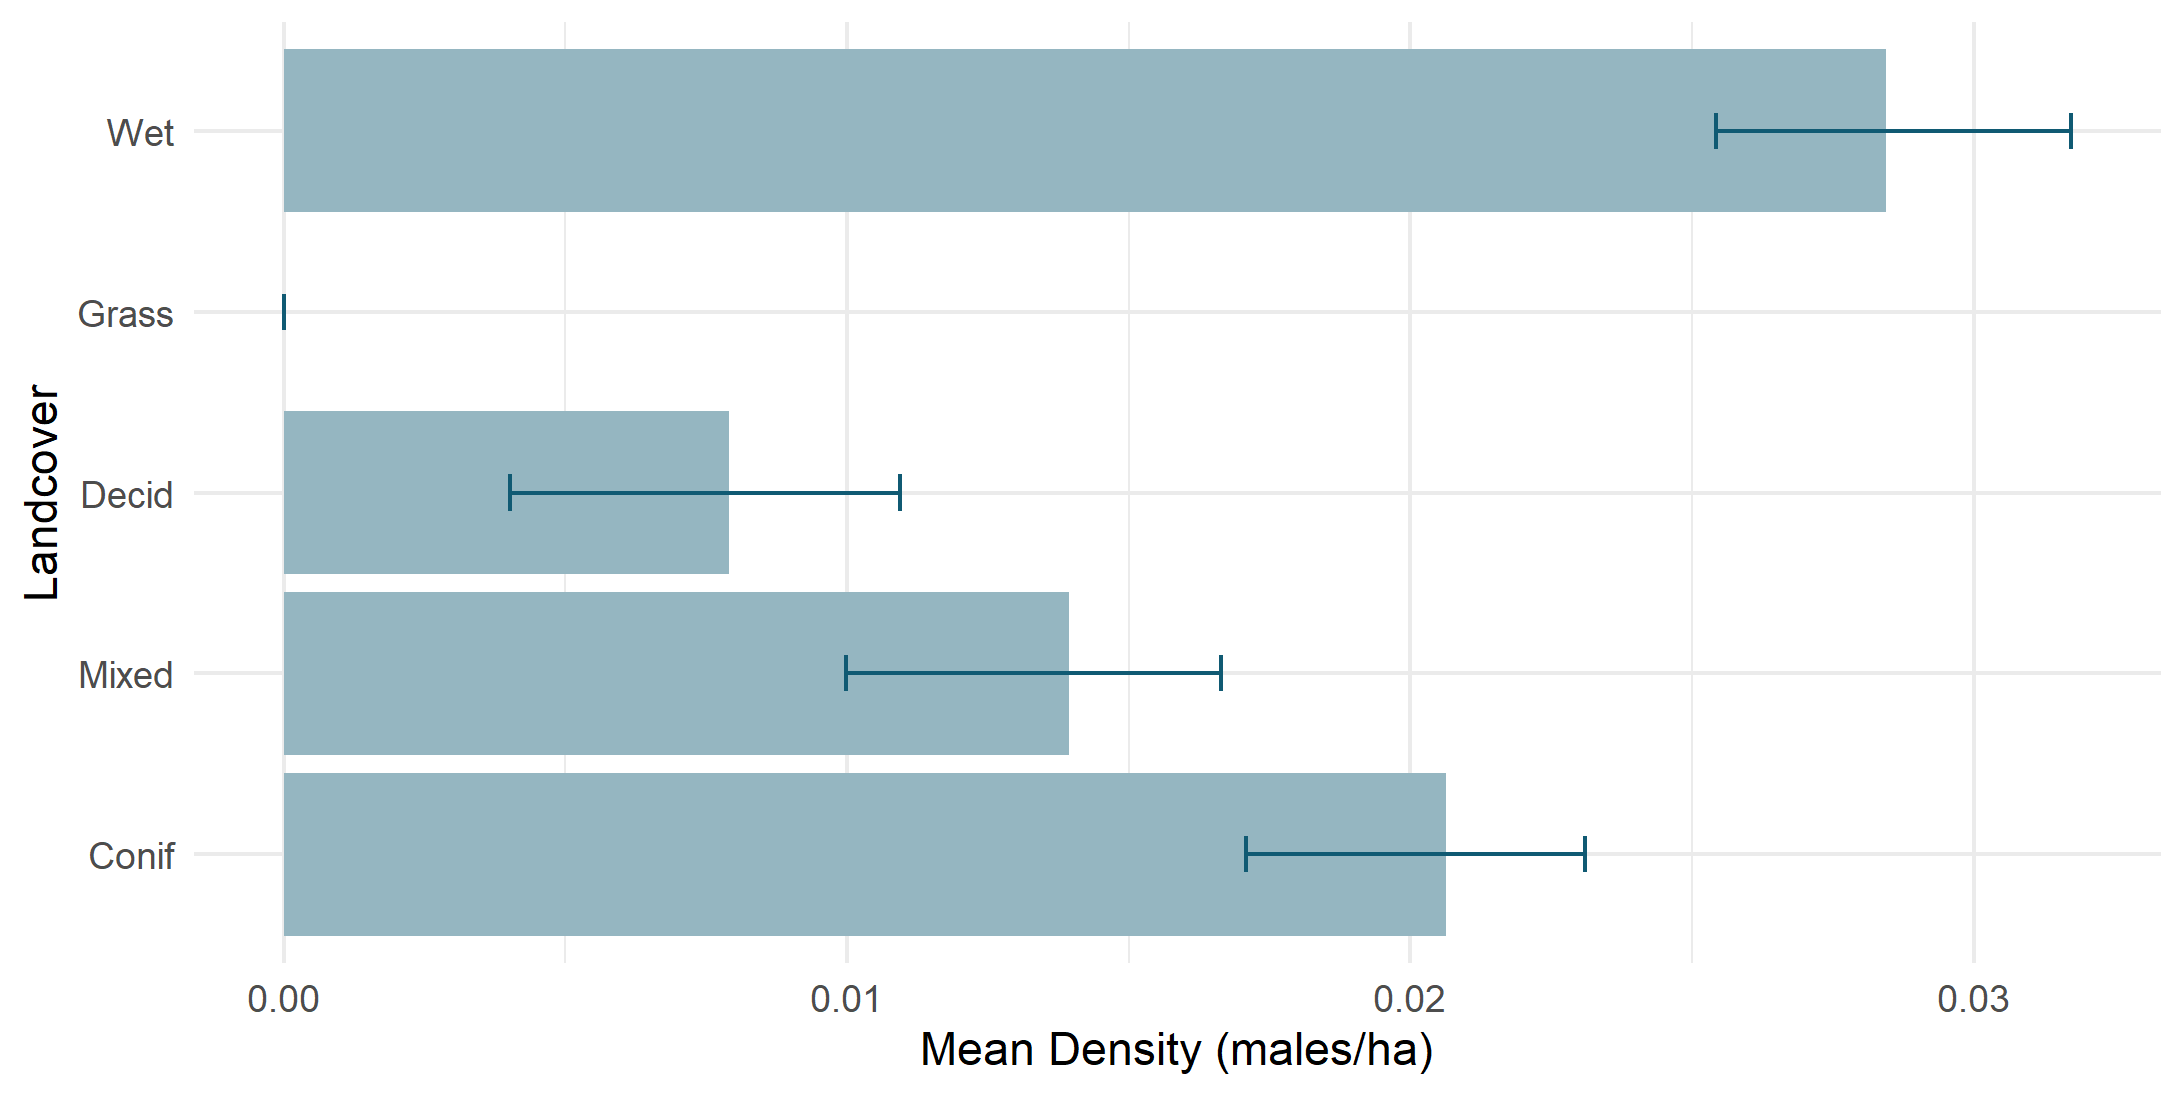 Landcover
Wet
Grass
Decid
Mixed
Conif
0.00 0.01 0.02 0.03
Mean Density (males/ha)